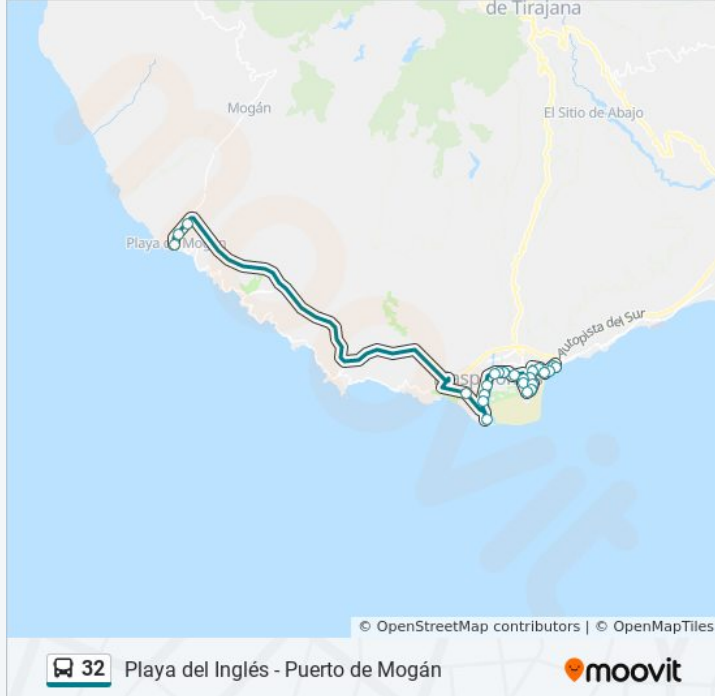 de Tirajana
Mogán
El Sitio de Abajo
Playa de Mogán
Autopista del Sur
moovit
© OpenStreetMap contributors | © OpenMapTiles
32 Playa del Inglés - Puerto de Mogán
moovit